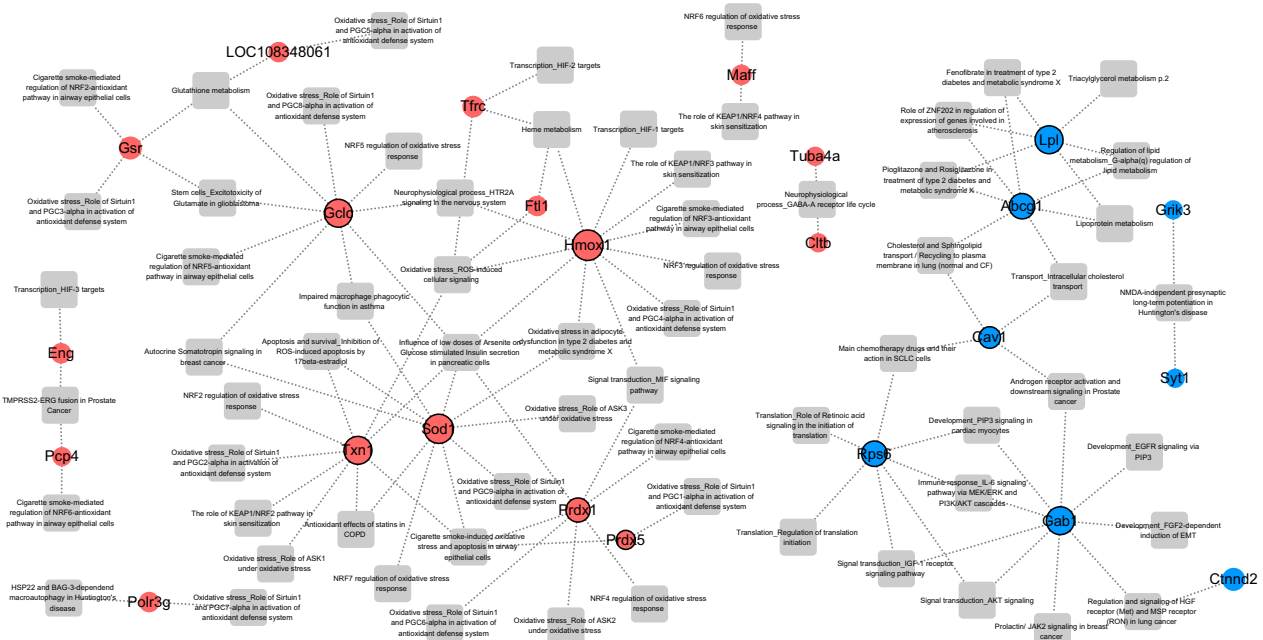 Oxidative stress_Role of Sirtuin1
and PGC5-alpha in activation of
antioxidant defense system
LOC108348061
Cigarette smoke-mediated
regulation of NRF2-antioxidant
pathway in airway epithelial cells
Glutathione metabolism
Oxidative stress_Role of Sirtuin1
and PGC8-alpha in activation of
antioxidant defense system
Gsr
NRF5 regulation of oxidative stress
response
Oxidative stress_Role of Sirtuin1
and PGC3-alpha in activation of
antioxidant defense system
Stem cells_Excitotoxicity of
Glutamate in glioblastoma
Gclc
Neurophysiological process_HTR2A
signaling in the nervous system
Transcription_HIF-2 targets
Tfrc
Heme metabolism
Transcription_HIF-1 targets
The role of KEAP1/NRF3 pathway in
skin sensitization
Ftl1
Cigarette smoke-mediated
regulation of NRF3-antioxidant
pathway in airway epithelial cells
Hmox1
NRF3 regulation of oxidative stress
response
Cigarette smoke-mediated
regulation of NRF5-antioxidant
pathway in airway epithelial cells
Oxidative stress_ROS-induced
cellular signaling
Impaired macrophage phagocytic
function in asthma
Oxidative stress_Role of Sirtuin1
and PGC4-alpha in activation of
antioxidant defense system
NRF6 regulation of oxidative stress
response
Maff
The role of KEAP1/NRF4 pathway in
skin sensitization
Tuba4a
Neurophysiological
process_GABA-A receptor life cycle
Cltb
Transcription_HIF-3 targets
Eng
TMPRSS2-ERG fusion in Prostate
Cancer
Pcp4
Cigarette smoke-mediated
regulation of NRF6-antioxidant
pathway in airway epithelial cells
Autocrine Somatotropin signaling in
breast cancer
Apoptosis and survival_Inhibition of
ROS-induced apoptosis by
17beta-estradiol
Influence of low doses of Arsenite on
Glucose stimulated Insulin secretion
in pancreatic cells
Oxidative stress in adipocyte
dysfunction in type 2 diabetes and
metabolic syndrome X
Signal transduction_MIF signaling
pathway
NRF2 regulation of oxidative stress
response
Sod1
Oxidative stress_Role of ASK3
under oxidative stress
Txn1
Cigarette smoke-mediated
regulation of NRF4-antioxidant
pathway in airway epithelial cells
Oxidative stress_Role of Sirtuin1
and PGC2-alpha in activation of
antioxidant defense system
Oxidative stress_Role of Sirtuin1
and PGC9-alpha in activation of
antioxidant defense system
Oxidative stress_Role of Sirtuin1
and PGC1-alpha in activation of
antioxidant defense system
The role of KEAP1/NRF2 pathway in
skin sensitization
Antioxidant effects of statins in
COPD
Prdx1
Cigarette smoke-induced oxidative
stress and apoptosis in airway
epithelial cells
Prdx5
Oxidative stress_Role of ASK1
under oxidative stress
NRF7 regulation of oxidative stress
response
NRF4 regulation of oxidative stress
response
HSP22 and BAG-3-dependent
macroautophagy in Huntington's
disease
Polr3g
Oxidative stress_Role of Sirtuin1
and PGC7-alpha in activation of
antioxidant defense system
Oxidative stress_Role of Sirtuin1
and PGC6-alpha in activation of
antioxidant defense system
Oxidative stress_Role of ASK2
under oxidative stress
Fenofibrate in treatment of type 2
diabetes and metabolic syndrome X
Triacylglycerol metabolism p.2
Role of ZNF202 in regulation of
expression of genes involved in
atherosclerosis
Lpl
Regulation of lipid
metabolism_G-alpha(q) regulation of
lipid metabolism
Pioglitazone and Rosiglitazone in
treatment of type 2 diabetes and
metabolic syndrome X
Abcg1
Lipoprotein metabolism
Grik3
Cholesterol and Sphingolipid
transport / Recycling to plasma
membrane in lung (normal and CF)
Transport_Intracellular cholesterol
transport
NMDA-independent presynaptic
long-term potentiation in
Huntington's disease
Cav1
Main chemotherapy drugs and their
action in SCLC cells
Syt1
Androgen receptor activation and
downstream signaling in Prostate
cancer
Translation_Role of Retinoic acid
signaling in the initiation of
translation
Development_PIP3 signaling in
cardiac myocytes
Rps6
Development_EGFR signaling via
PIP3
Immune response_IL-6 signaling
pathway via MEK/ERK and
PI3K/AKT cascades
Gab1
Translation_Regulation of translation
initiation
Development_FGF2-dependent
induction of EMT
Signal transduction_IGF-1 receptor
signaling pathway
Ctnnd2
Signal transduction_AKT signaling
Regulation and signaling of HGF
receptor (Met) and MSP receptor
(RON) in lung cancer
Prolactin/ JAK2 signaling in breast
cancer